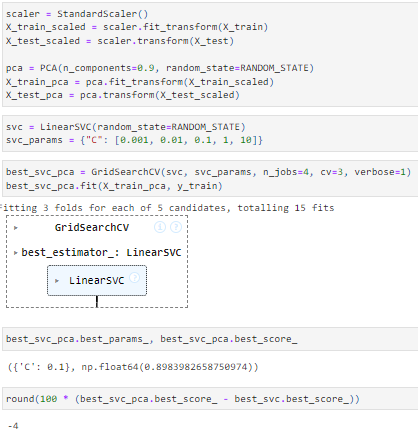 scaler = StandardScaler()
X_train_scaled = scaler.fit_transform(X_train)
X_test_scaled = scaler.transform(X_test)
pca = PCA(n_components=0.9, random_state=RANDOM_STATE)
X_train_pca = pca.fit_transform(X_train_scaled)
X_test_pca = pca.transform(X_test_scaled)
svc = LinearSVC(random_state=RANDOM_STATE)
svc_params = {"C": [0.001, 0.01, 0.1, 1, 10]}
best_svc_pca = GridSearchCV(svc, svc_params, n_jobs=4, cv=3, verbose=1)
best_svc_pca.fit(X_train_pca, y_train)
Fitting 3 folds for each of 5 candidates, totalling 15 fits
GridSearchCV
i ?
best_estimator_: LinearSVC
LinearSVC
best_svc_pca.best_params_, best_svc_pca.best_score_
({'C': 0.1}, np.float64(0.8983982658750974))
round(100 * (best_svc_pca.best_score_ - best_svc.best_score_))
-4